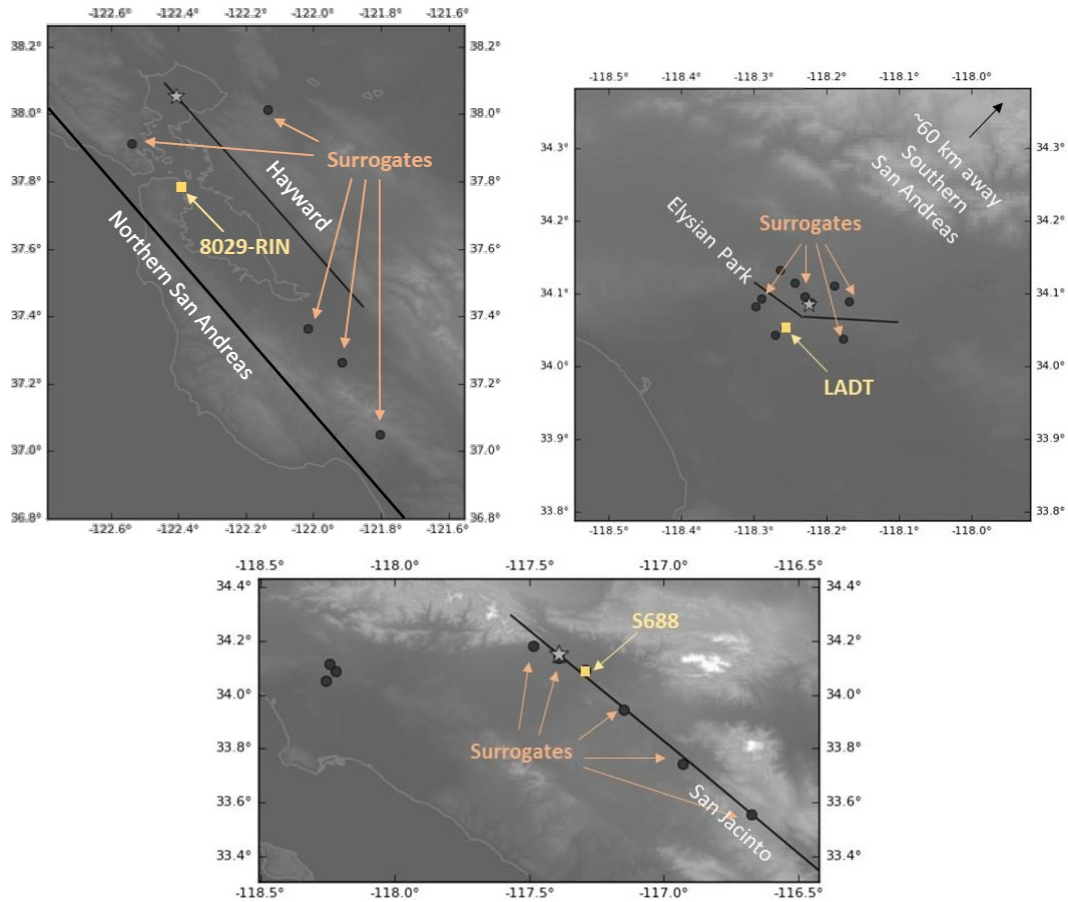 -122.6° -122.4° -122.2° -122.0° -121.8° -121.6°
38.2° 38.2°
38.0° 38.0°
37.8° 37.8°
37.6° 37.6°
37.4° 37.4°
37.2° 37.2°
37.0° 37.0°
36.8° 36.8°
-122.6° -122.4° -122.2° -122.0° -121.8° -121.6°
Surrogates
Hayward
8029-RIN
Northern San Andreas
-118.5° -118.4° -118.3° -118.2° -118.1° -118.0°
34.3° 34.3°
34.2° 34.2°
34.1° 34.1°
34.0° 34.0°
33.9° 33.9°
33.8° 33.8°
-118.5° -118.4° -118.3° -118.2° -118.1° -118.0°
~60 km away
Southern
San Andreas
Elysian Park
Surrogates
LADT
-118.5° -118.0° -117.5° -117.0° -116.5°
34.4° 34.4°
34.2° 34.2°
34.0° 34.0°
33.8° 33.8°
33.6° 33.6°
33.4° 33.4°
-118.5° -118.0° -117.5° -117.0° -116.5°
S688
Surrogates
San Jacinto